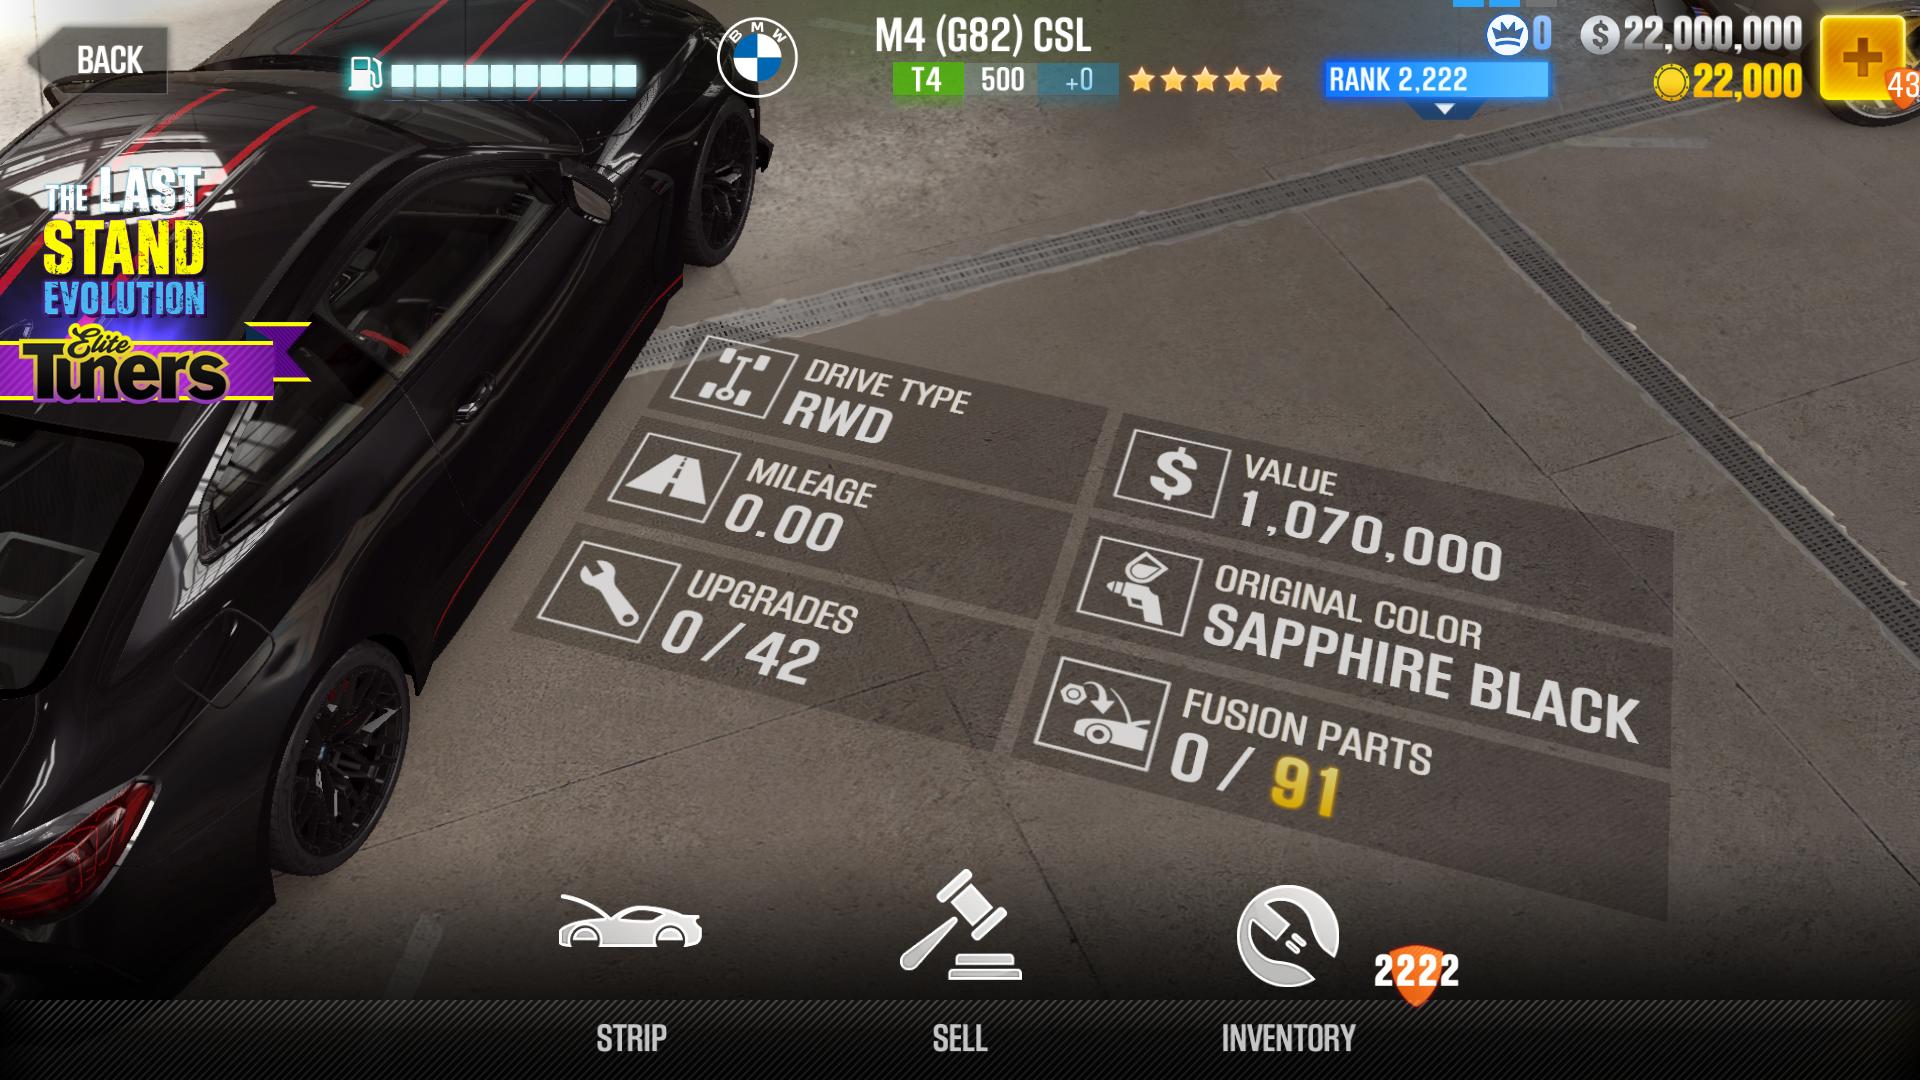 BACK
BMW
M4 (G82) CSL
T4 500 +0
RANK 2,222
0
$ 22,000,000
22,000
43
THE LAST
STAND
EVOLUTION
Elite
Tuners
DRIVE TYPE
RWD
MILEAGE
0.00
UPGRADES
0 / 42
$ VALUE
1,070,000
ORIGINAL COLOR
SAPPHIRE BLACK
FUSION PARTS
0 / 91
2222
STRIP
SELL
INVENTORY